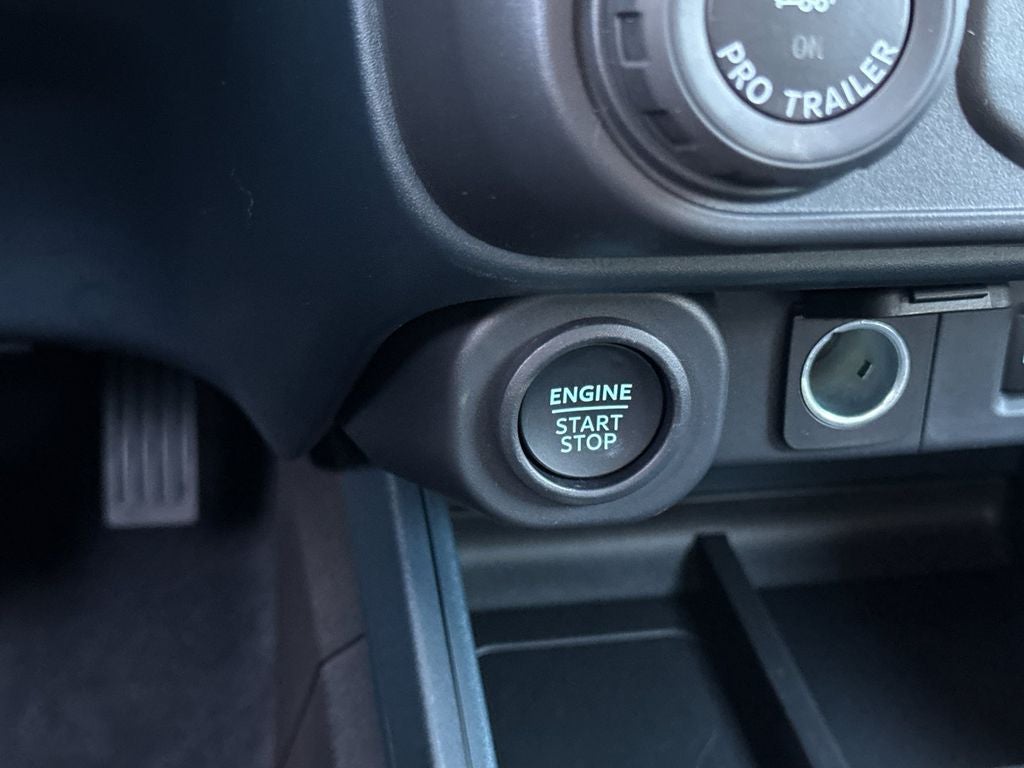 ON
PRO TRAILER
ENGINE
START
STOP